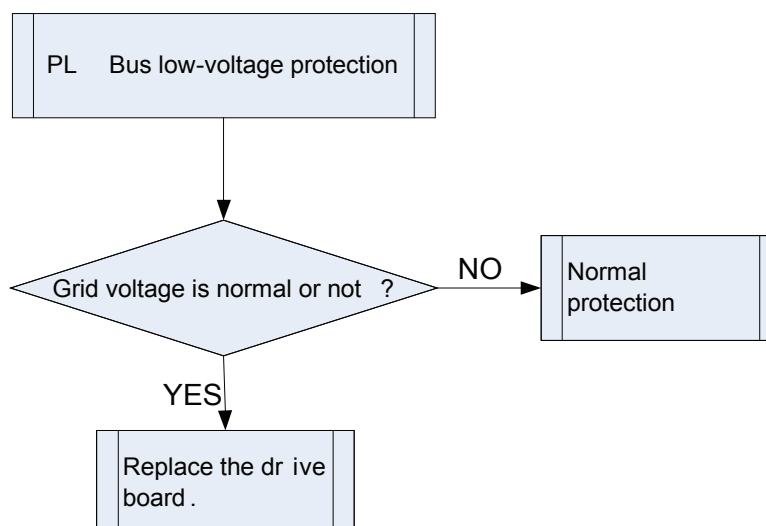 PL Bus low-voltage protection
Grid voltage is normal or not ?
NO
Normal
protection
YES
Replace the dr ive
board .